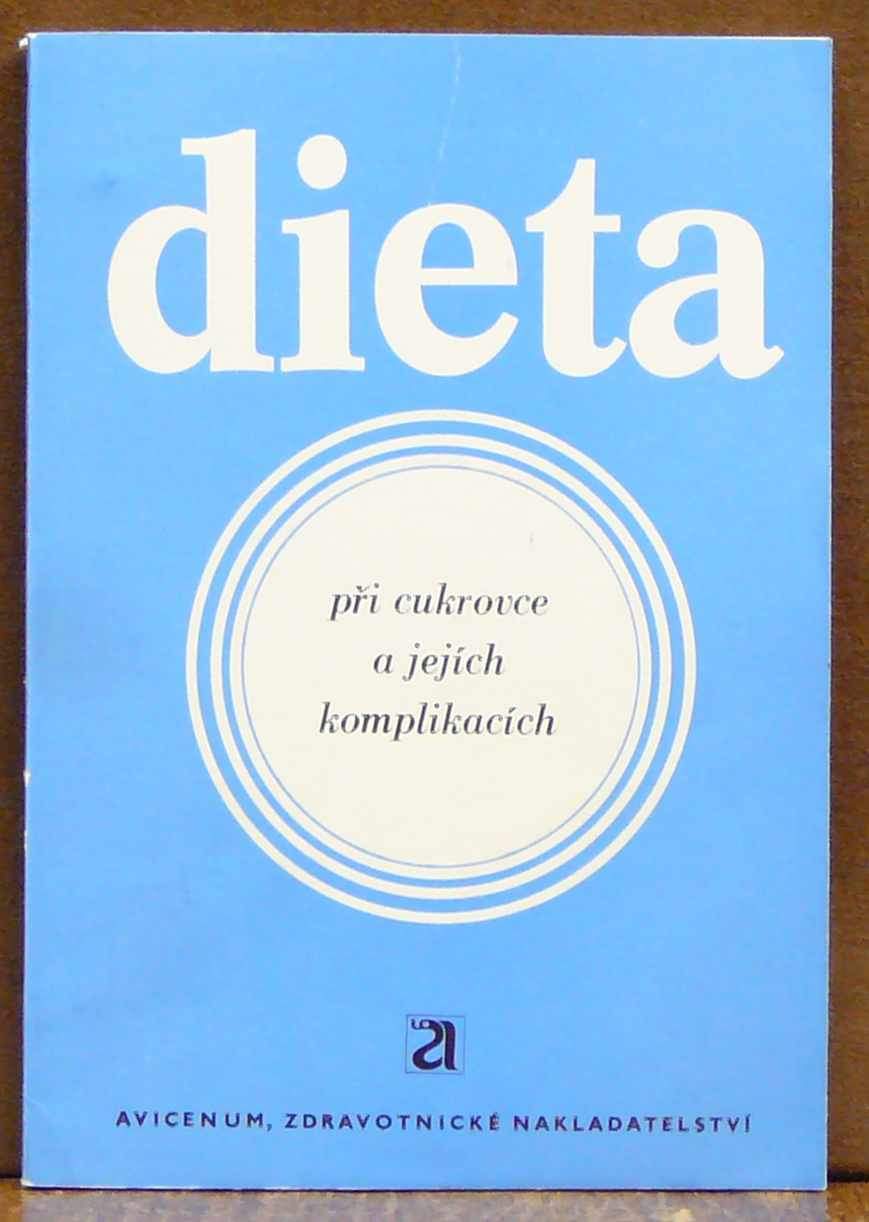 dieta
při cukrovce
a jejích
komplikacích
AVICENUM, ZDRAVOTNICKÉ NAKLADATELSTVÍ